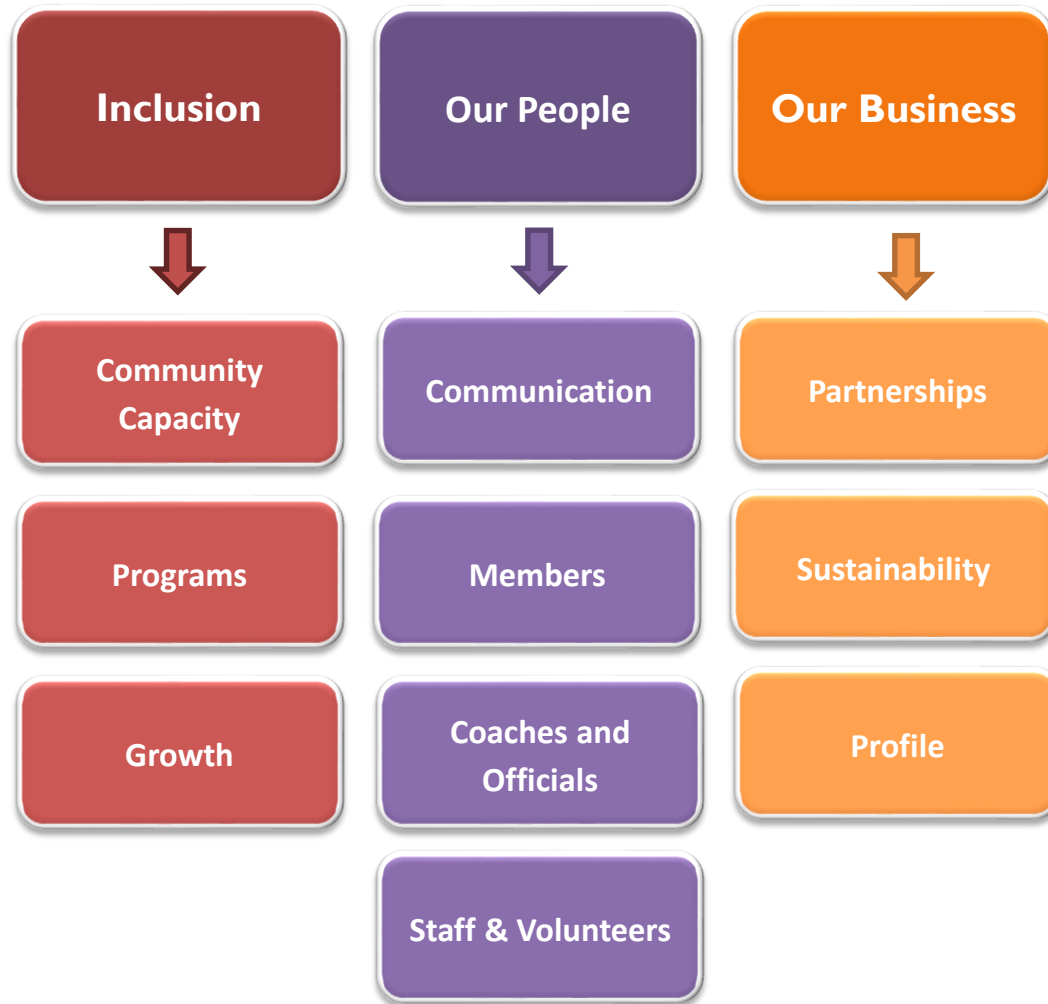 Inclusion
Our People
Our Business
Community
Capacity
Communication
Partnerships
Programs
Members
Sustainability
Growth
Coaches and
Officials
Profile
Staff & Volunteers